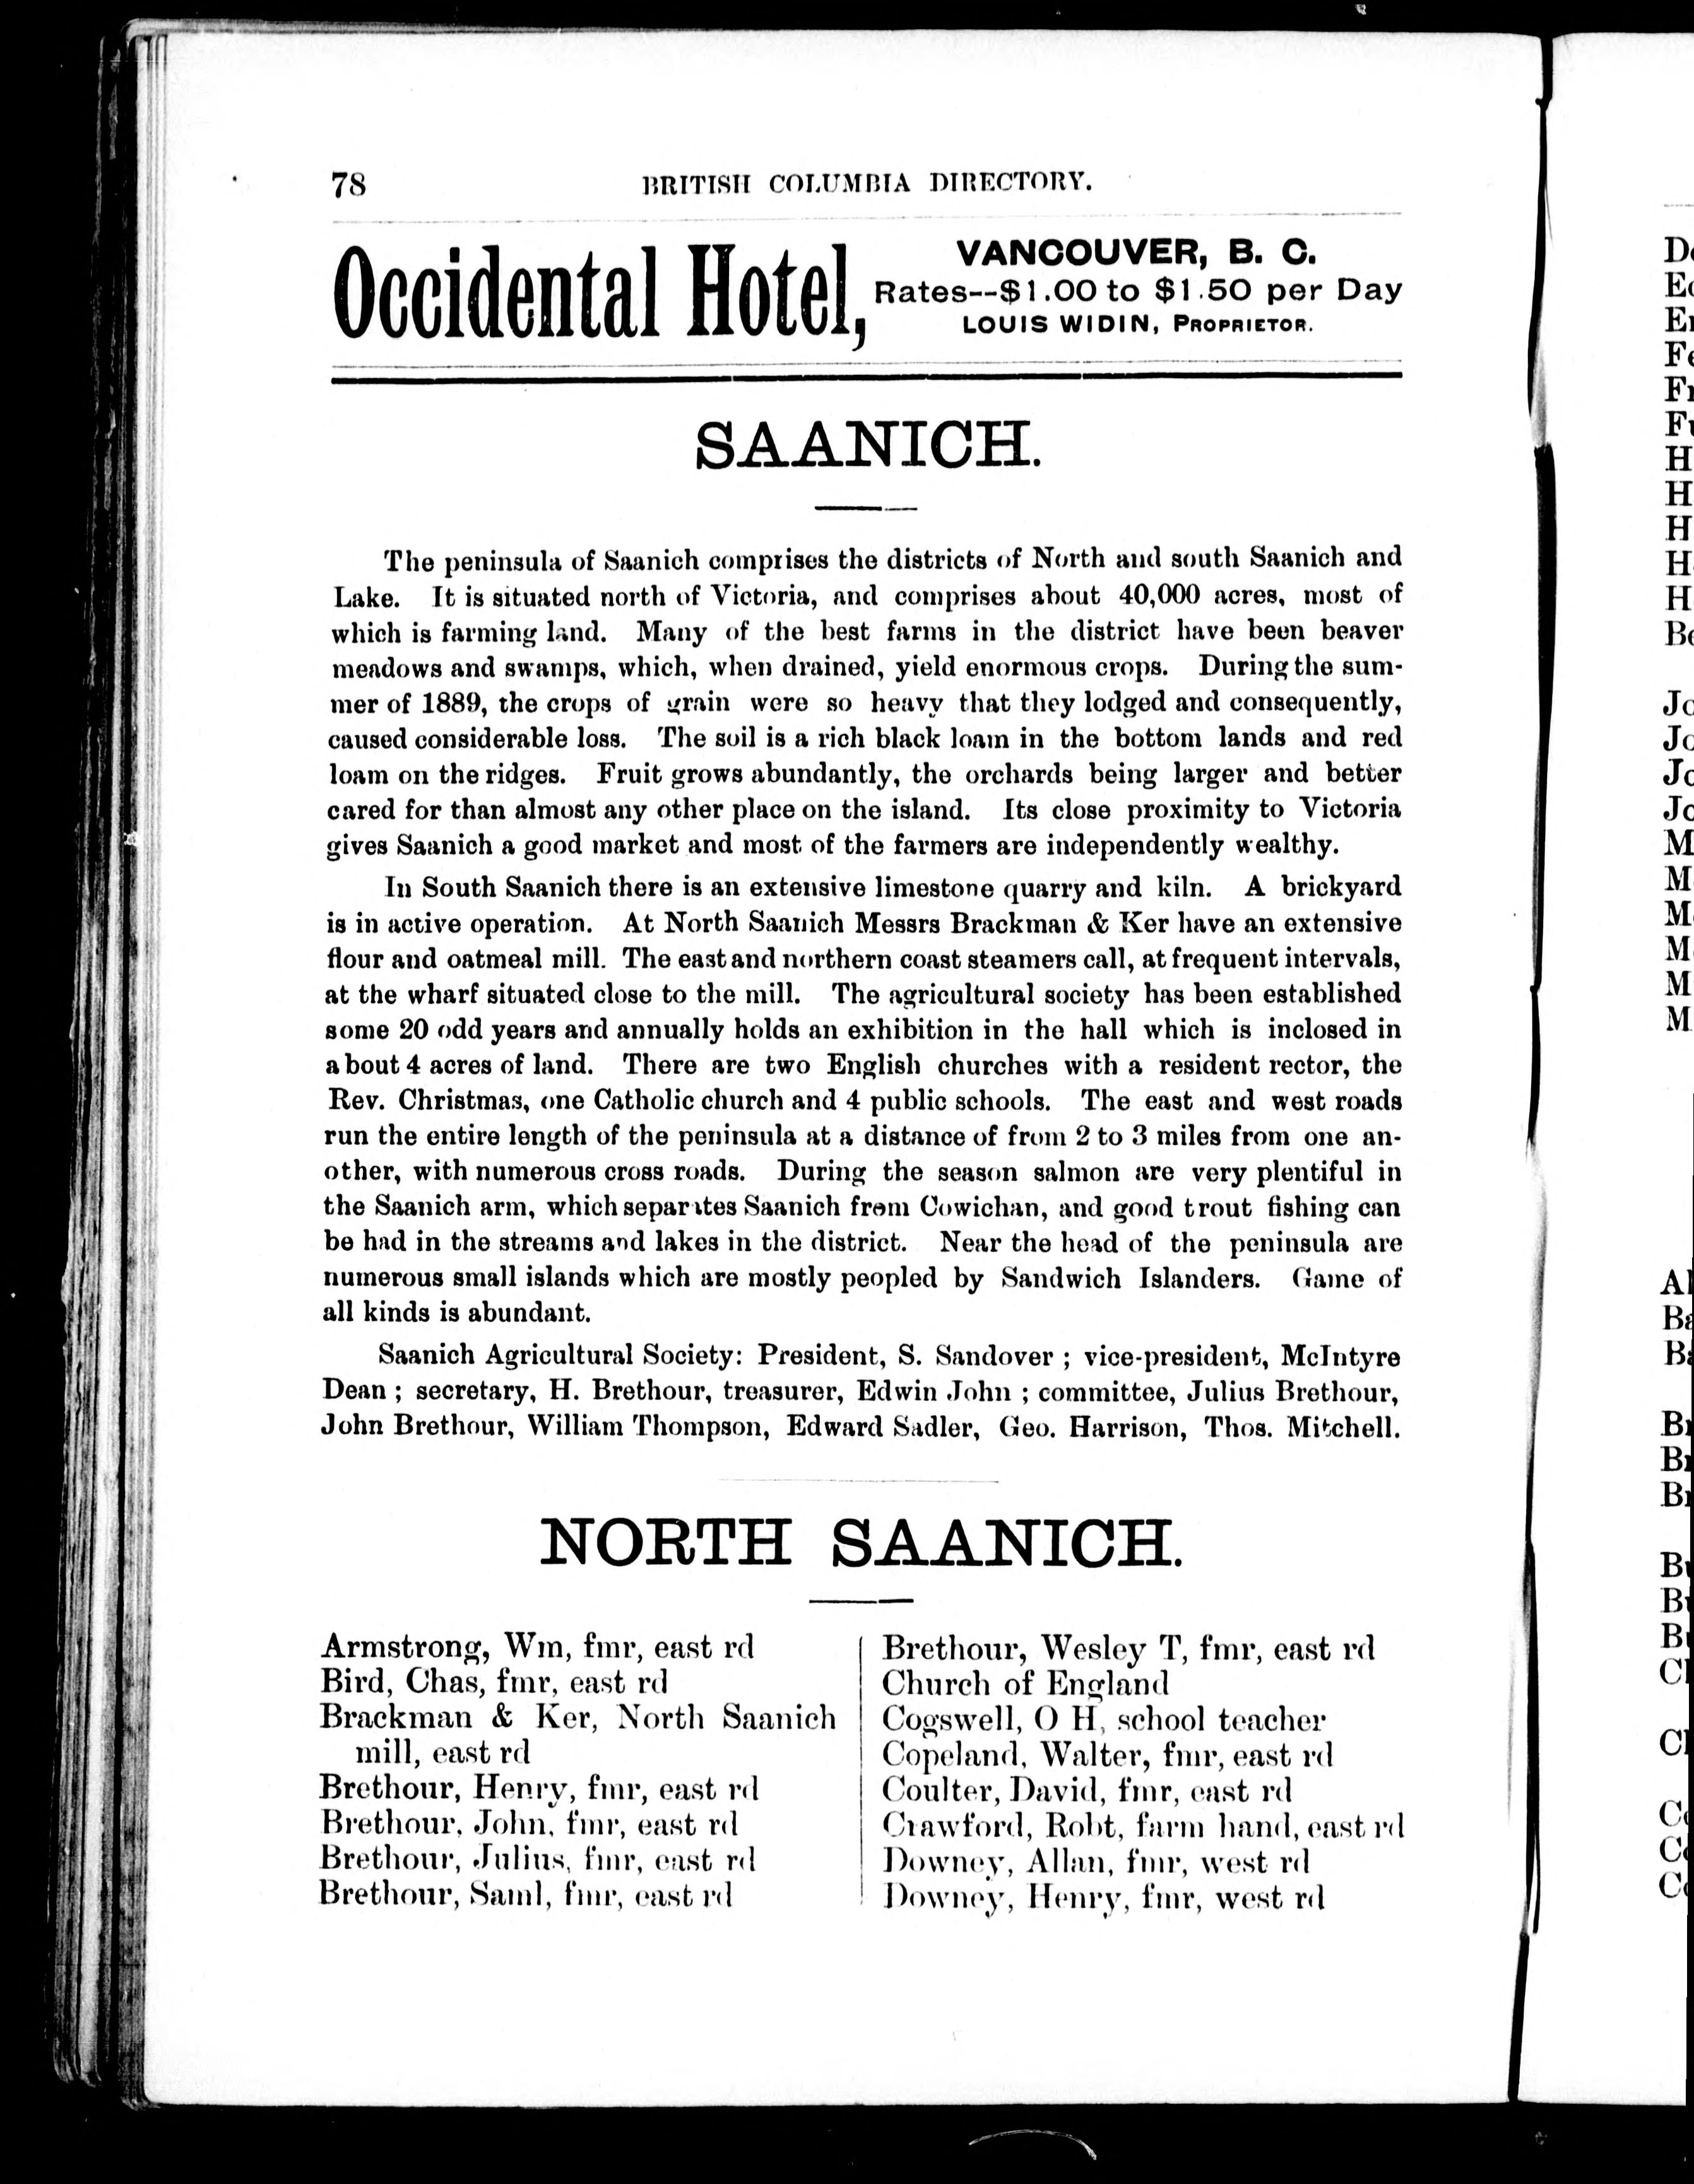 78
BRITISH COLUMBIA DIRECTORY.
Occidental Hotel,
VANCOUVER, B. C.
Rates--$1.00 to $1.50 per Day
LOUIS WIDIN, PROPRIETOR.
SAANICH.
The peninsula of Saanich comprises the districts of North and south Saanich and
Lake. It is situated north of Victoria, and comprises about 40,000 acres, most of
which is farming land. Many of the best farms in the district have been beaver
meadows and swamps, which, when drained, yield enormous crops. During the sum-
mer of 1889, the crops of grain were so heavy that they lodged and consequently,
caused considerable loss. The soil is a rich black loam in the bottom lands and red
loam on the ridges. Fruit grows abundantly, the orchards being larger and better
cared for than almost any other place on the island. Its close proximity to Victoria
gives Saanich a good market and most of the farmers are independently wealthy.
In South Saanich there is an extensive limestone quarry and kiln. A brickyard
is in active operation. At North Saanich Messrs Brackman & Ker have an extensive
flour and oatmeal mill. The east and northern coast steamers call, at frequent intervals,
at the wharf situated close to the mill. The agricultural society has been established
some 20 odd years and annually holds an exhibition in the hall which is inclosed in
about 4 acres of land. There are two English churches with a resident rector, the
Rev. Christmas, one Catholic church and 4 public schools. The east and west roads
run the entire length of the peninsula at a distance of from 2 to 3 miles from one an-
other, with numerous cross roads. During the season salmon are very plentiful in
the Saanich arm, which separates Saanich from Cowichan, and good trout fishing can
be had in the streams and lakes in the district. Near the head of the peninsula are
numerous small islands which are mostly peopled by Sandwich Islanders. Game of
all kinds is abundant.
Saanich Agricultural Society: President, S. Sandover ; vice-president, McIntyre
Dean ; secretary, H. Brethour, treasurer, Edwin John ; committee, Julius Brethour,
John Brethour, William Thompson, Edward Sadler, Geo. Harrison, Thos. Mitchell.
NORTH SAANICH.
Armstrong, Wm, fmr, east rd
Bird, Chas, fmr, east rd
Brackman & Ker, North Saanich
mill, east rd
Brethour, Henry, fmr, east rd
Brethour, John, fmr, east rd
Brethour, Julius, fmr, east rd
Brethour, Saml, fmr, east rd
Brethour, Wesley T, fmr, east rd
Church of England
Cogswell, O H, school teacher
Copeland, Walter, fmr, east rd
Coulter, David, fmr, east rd
Crawford, Robt, farm hand, east rd
Downey, Allan, fmr, west rd
Downey, Henry, fmr, west rd